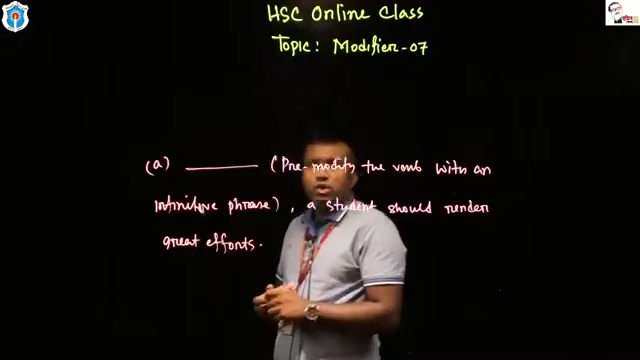 HSC Online Class
Topic: Modifier-07
(a) ______ (Pre-modify the verb with an
infinitive phrase), a student should render
great efforts.